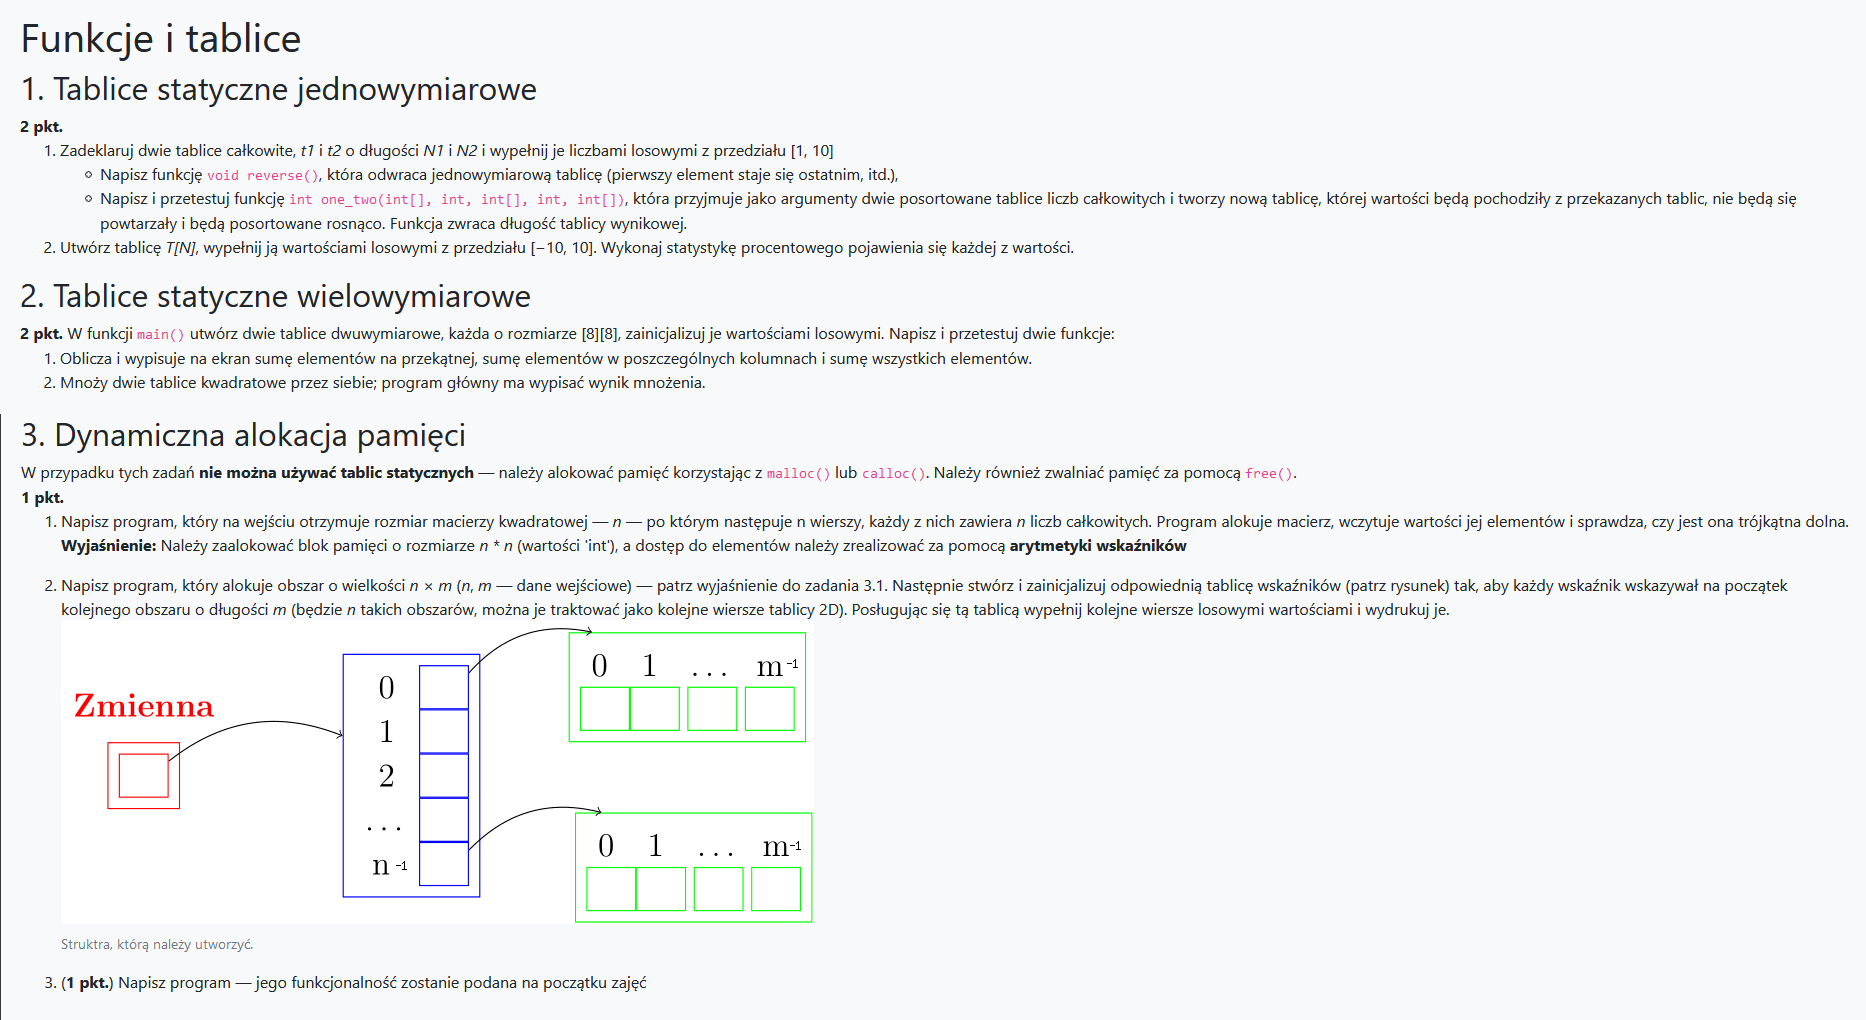 Funkcje i tablice
1. Tablice statyczne jednowymiarowe
2 pkt.
1. Zadeklaruj dwie tablice całkowite, t1 i t2 o długości N1 i N2 i wypełnij je liczbami losowymi z przedziału [1, 10]
Napisz funkcję void reverse(), która odwraca jednowymiarową tablicę (pierwszy element staje się ostatnim, itd.),
Napisz i przetestuj funkcję int one_two(int[], int, int[], int, int[]), która przyjmuje jako argumenty dwie posortowane tablice liczb całkowitych i tworzy nową tablicę, której wartości będą pochodziły z przekazanych tablic, nie będą się
powtarzały i będą posortowane rosnąco. Funkcja zwraca długość tablicy wynikowej.
2. Utwórz tablicę T[N], wypełnij ją wartościami losowymi z przedziału [−10, 10]. Wykonaj statystykę procentowego pojawienia się każdej z wartości.
2. Tablice statyczne wielowymiarowe
2 pkt. W funkcji main() utwórz dwie tablice dwuwymiarowe, każda o rozmiarze [8][8], zainicjalizuj je wartościami losowymi. Napisz i przetestuj dwie funkcje:
1. Oblicza i wypisuje na ekran sumę elementów na przekątnej, sumę elementów w poszczególnych kolumnach i sumę wszystkich elementów.
2. Mnoży dwie tablice kwadratowe przez siebie; program główny ma wypisać wynik mnożenia.
3. Dynamiczna alokacja pamięci
W przypadku tych zadań nie można używać tablic statycznych — należy alokować pamięć korzystając z malloc() lub calloc(). Należy również zwalniać pamięć za pomocą free().
1 pkt.
1. Napisz program, który na wejściu otrzymuje rozmiar macierzy kwadratowej — n — po którym następuje n wierszy, każdy z nich zawiera n liczb całkowitych. Program alokuje macierz, wczytuje wartości jej elementów i sprawdza, czy jest ona trójkątna dolna.
Wyjaśnienie: Należy zaalokować blok pamięci o rozmiarze n * n (wartości 'int'), a dostęp do elementów należy zrealizować za pomocą arytmetyki wskaźników
2. Napisz program, który alokuje obszar o wielkości n × m (n, m — dane wejściowe) — patrz wyjaśnienie do zadania 3.1. Następnie stwórz i zainicjalizuj odpowiednią tablicę wskaźników (patrz rysunek) tak, aby każdy wskaźnik wskazywał na początek
kolejnego obszaru o długości m (będzie n takich obszarów, można je traktować jako kolejne wiersze tablicy 2D). Posługując się tą tablicą wypełnij kolejne wiersze losowymi wartościami i wydrukuj je.
Zmienna
0
1
2
...
n -1
0 1 ... m -1
0 1 ... m -1
Struktra, którą należy utworzyć.
3. (1 pkt.) Napisz program — jego funkcjonalność zostanie podana na początku zajęć